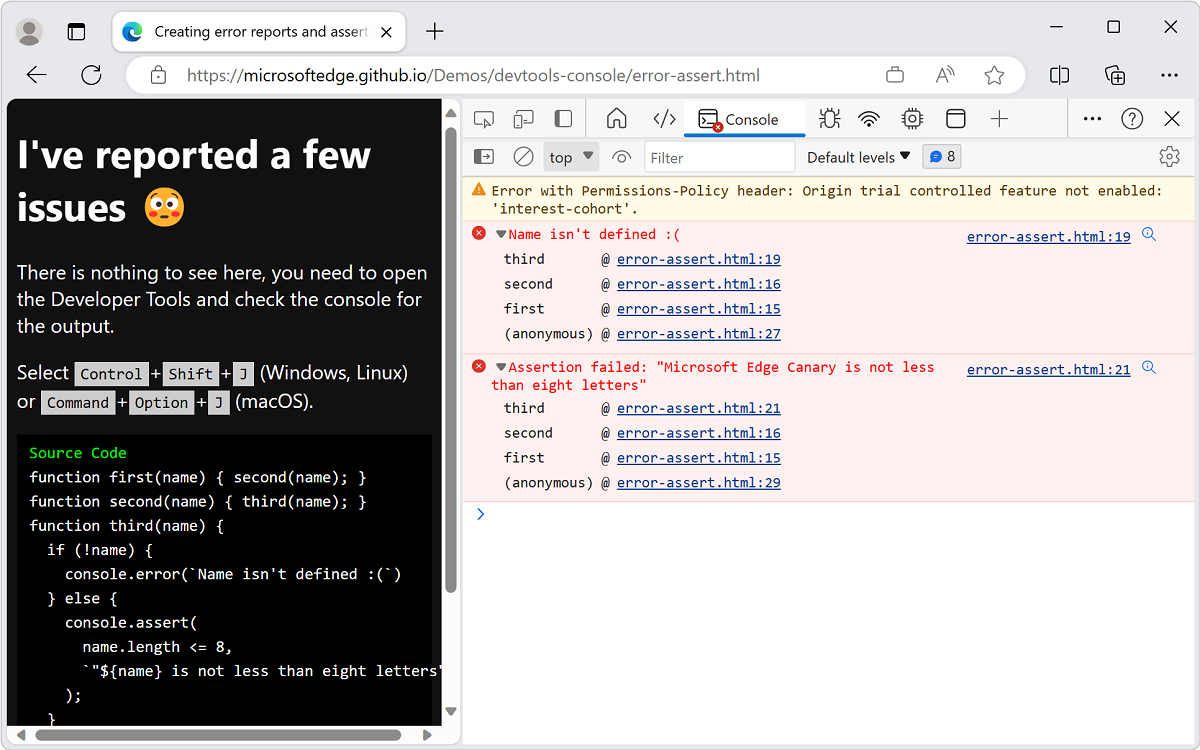 Creating error reports and assert
https://microsoftedge.github.io/Demos/devtools-console/error-assert.html
I've reported a few
issues 😳
There is nothing to see here, you need to open
the Developer Tools and check the console for
the output.
Select Control + Shift + J (Windows, Linux)
or Command + Option + J (macOS).
Source Code
function first(name) { second(name); }
function second(name) { third(name); }
function third(name) {
  if (!name) {
    console.error(`Name isn't defined :(`)
  } else {
    console.assert(
      name.length <= 8,
      `"${name} is not less than eight letters"
    );
  }
Console
top
Filter
Default levels
8
Error with Permissions-Policy header: Origin trial controlled feature not enabled:
'interest-cohort'.
Name isn't defined :( error-assert.html:19
third @ error-assert.html:19
second @ error-assert.html:16
first @ error-assert.html:15
(anonymous) @ error-assert.html:27
Assertion failed: "Microsoft Edge Canary is not less error-assert.html:21
than eight letters"
third @ error-assert.html:21
second @ error-assert.html:16
first @ error-assert.html:15
(anonymous) @ error-assert.html:29